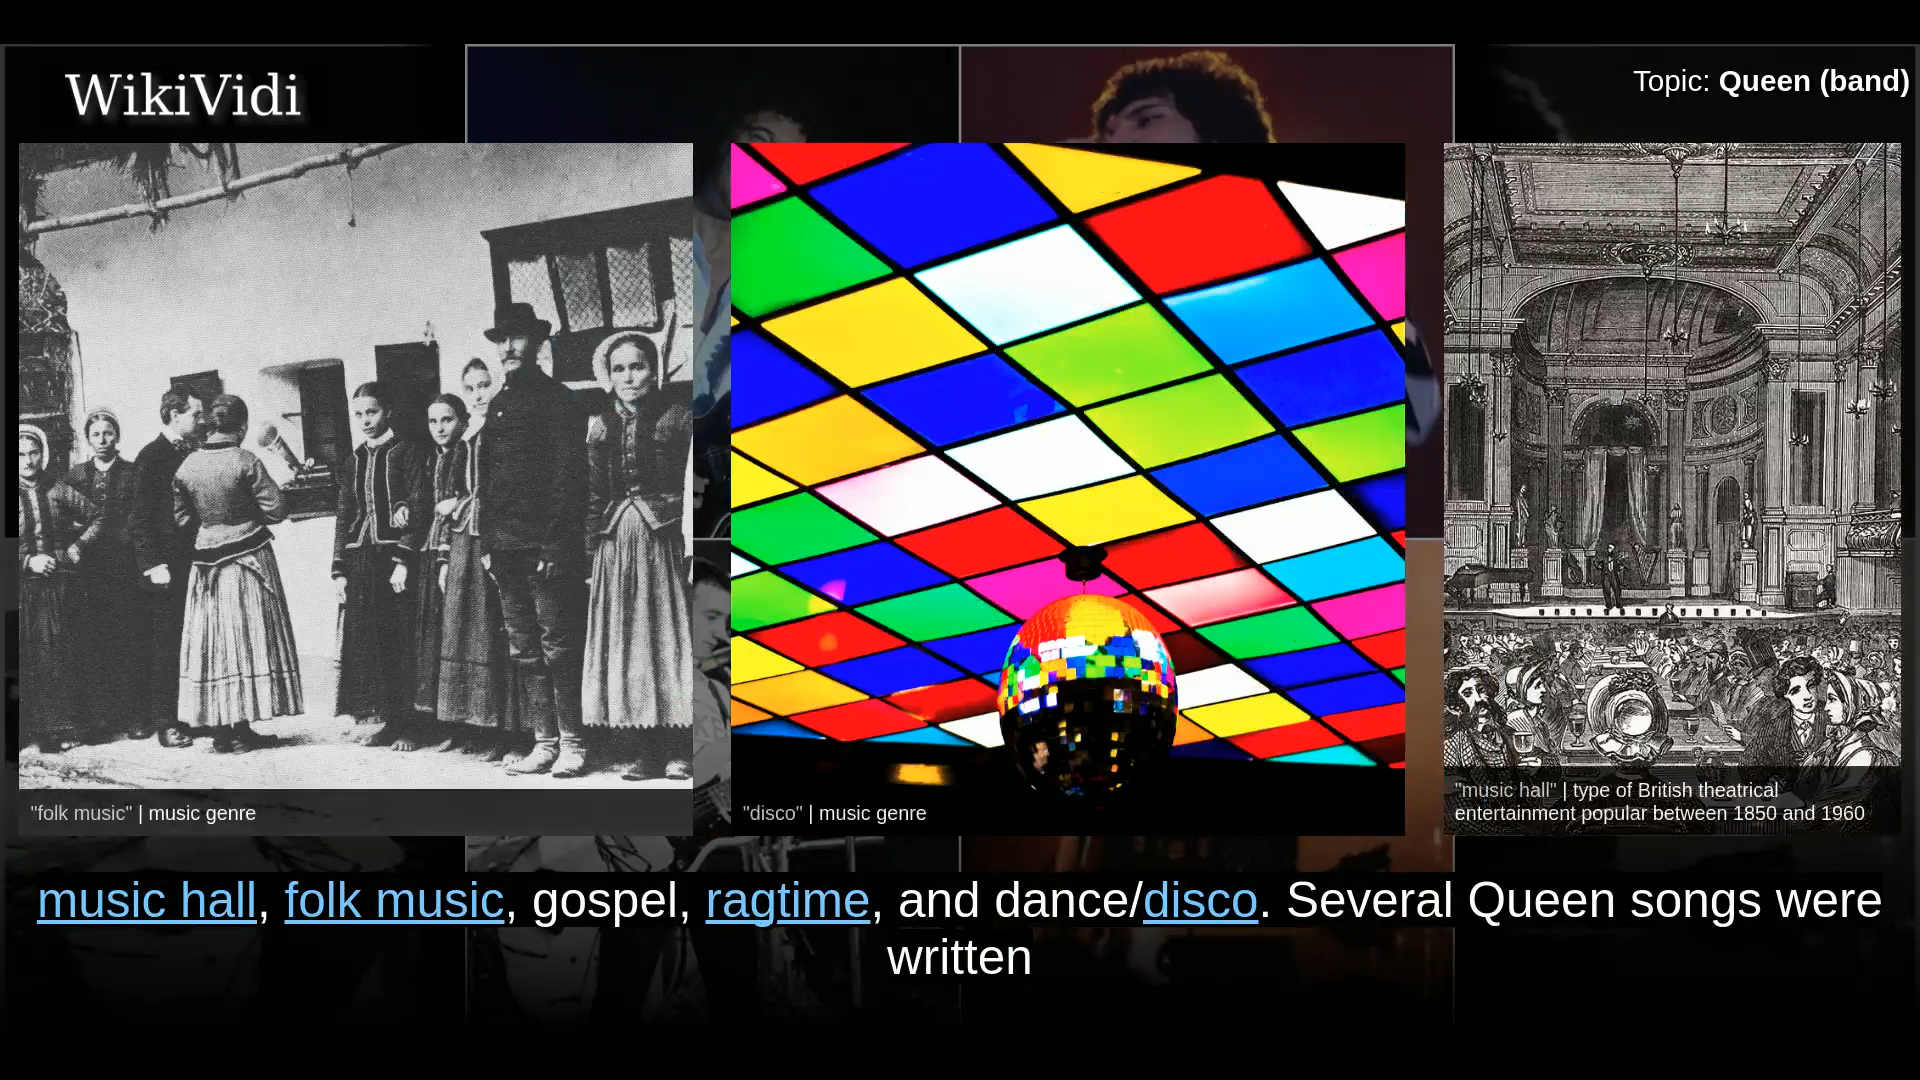 WikiVidi
Topic: Queen (band)
"folk music" | music genre
"disco" | music genre
"music hall" | type of British theatrical
entertainment popular between 1850 and 1960
music hall, folk music, gospel, ragtime, and dance/disco. Several Queen songs were
written